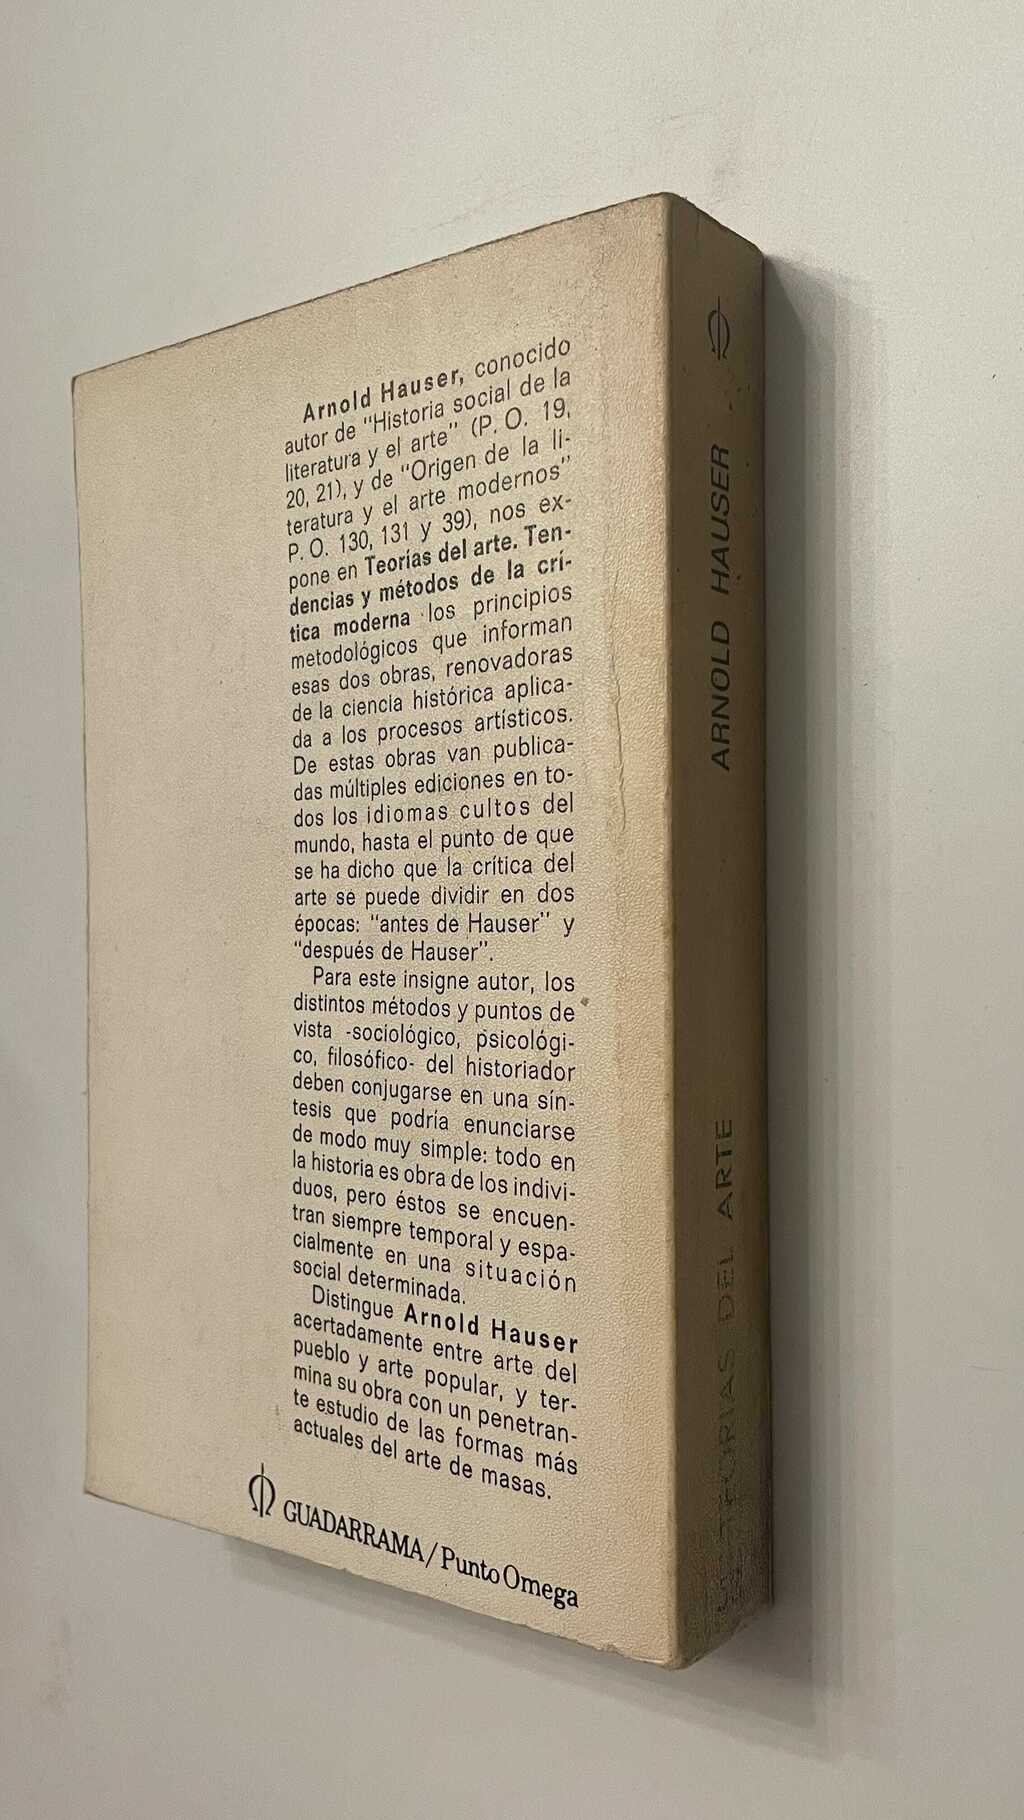 Arnold Hauser, conocido
autor de "Historia social de la
literatura y el arte" (P. O. 19,
20, 21), y de "Origen de la li-
teratura y el arte modernos"
P. O. 130, 131 y 39), nos ex-
pone en Teorías del arte. Ten-
dencias y métodos de la crí-
tica moderna los principios
metodológicos que informan
esas dos obras, renovadoras
de la ciencia histórica aplica-
da a los procesos artísticos.
De estas obras van publica-
das múltiples ediciones en to-
dos los idiomas cultos del
mundo, hasta el punto de que
se ha dicho que la crítica del
arte se puede dividir en dos
épocas: "antes de Hauser" y
"después de Hauser".
Para este insigne autor, los
distintos métodos y puntos de
vista -sociológico, psicológi-
co, filosófico- del historiador
deben conjugarse en una sín-
tesis que podría enunciarse
de modo muy simple: todo en
la historia es obra de los indivi-
duos, pero éstos se encuen-
tran siempre temporal y espa-
cialmente en una situación
social determinada.
Distingue Arnold Hauser
acertadamente entre arte del
pueblo y arte popular, y ter-
mina su obra con un penetran-
te estudio de las formas más
actuales del arte de masas.
GUADARRAMA/Punto Omega
TEORIAS DEL ARTE
ARNOLD HAUSER